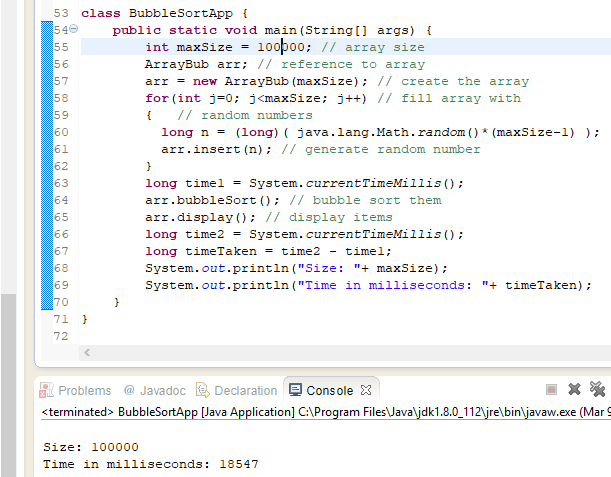 53 class BubbleSortApp {
54 public static void main(String[] args) {
55 int maxSize = 100000; // array size
56 ArrayBub arr; // reference to array
57 arr = new ArrayBub(maxSize); // create the array
58 for(int j=0; j<maxSize; j++) // fill array with
59 { // random numbers
60 long n = (long)( java.lang.Math.random()*(maxSize-1) );
61 arr.insert(n); // generate random number
62 }
63 long time1 = System.currentTimeMillis();
64 arr.bubbleSort(); // bubble sort them
65 arr.display(); // display items
66 long time2 = System.currentTimeMillis();
67 long timeTaken = time2 - time1;
68 System.out.println("Size: "+ maxSize);
69 System.out.println("Time in milliseconds: "+ timeTaken);
70 }
71 }
72
Problems @ Javadoc Declaration Console
<terminated> BubbleSortApp [Java Application] C:\Program Files\Java\jdk1.8.0_112\jre\bin\javaw.exe (Mar 9
Size: 100000
Time in milliseconds: 18547